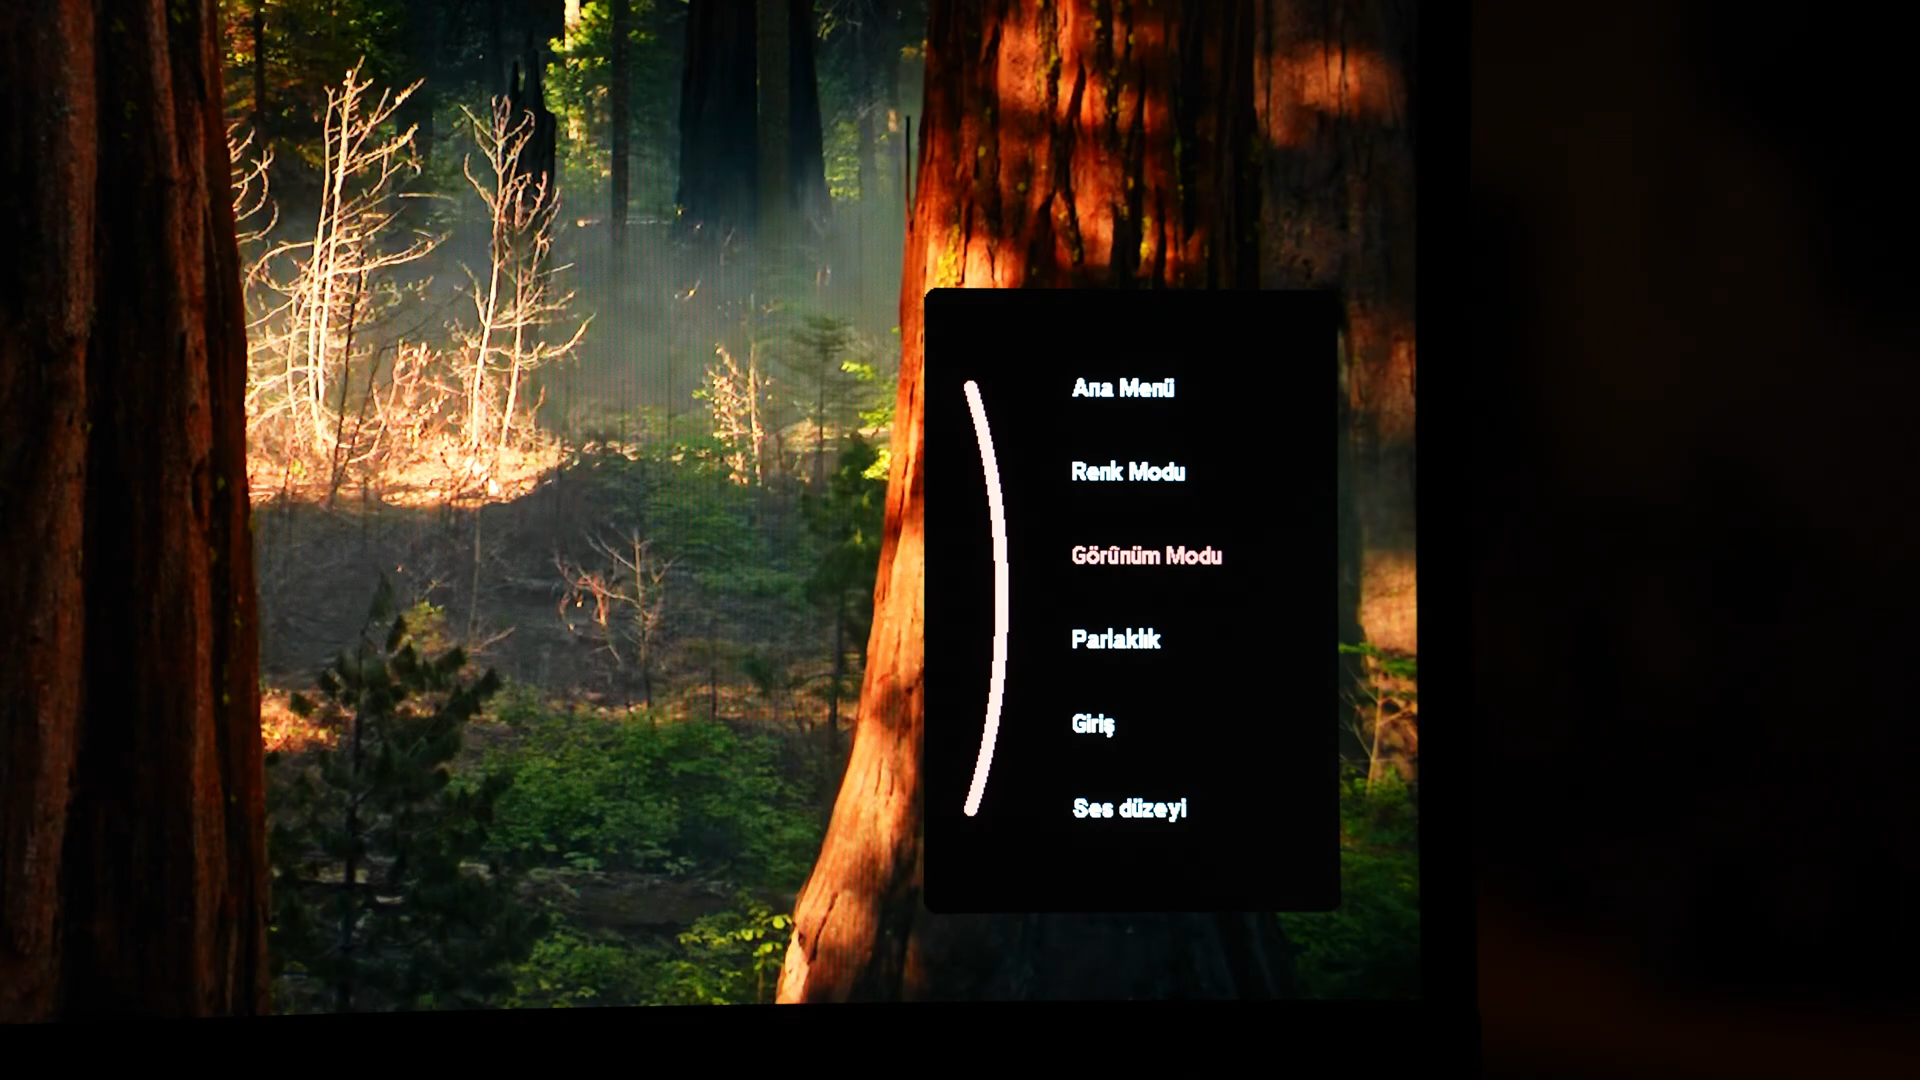 Ana Menü
Renk Modu
Görünüm Modu
Parlaklık
Giriş
Ses düzeyi